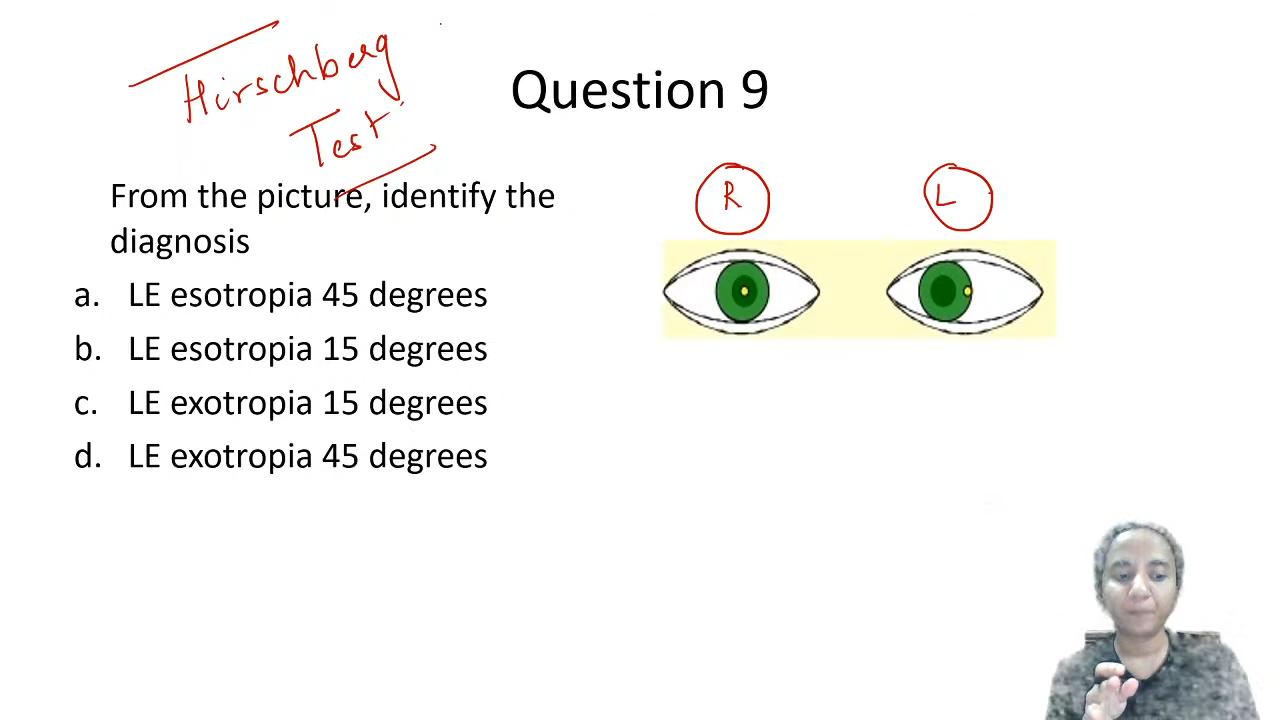 Hirschberg
Test
Question 9
From the picture, identify the
diagnosis
a. LE esotropia 45 degrees
b. LE esotropia 15 degrees
c. LE exotropia 15 degrees
d. LE exotropia 45 degrees
R
L